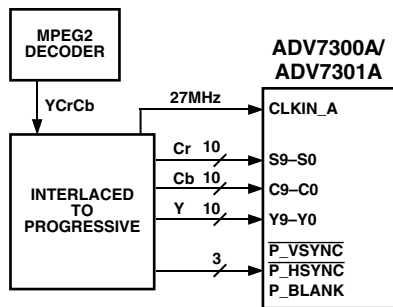 MPEG2
DECODER
YCrCb
INTERLACED
TO
PROGRESSIVE
27MHz
Cr 10
Cb 10
Y 10
3
ADV7300A/
ADV7301A
CLKIN_A
S9–S0
C9–C0
Y9–Y0
P_VSYNC
P_HSYNC
P_BLANK